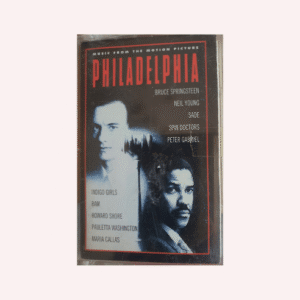 MUSIC FROM THE MOTION PICTURE
PHILADELPHIA
BRUCE SPRINGSTEEN
NEIL YOUNG
SADE
SPIN DOCTORS
PETER GABRIEL
INDIGO GIRLS
RAM
HOWARD SHORE
PAULETTA WASHINGTON
MARIA CALLAS